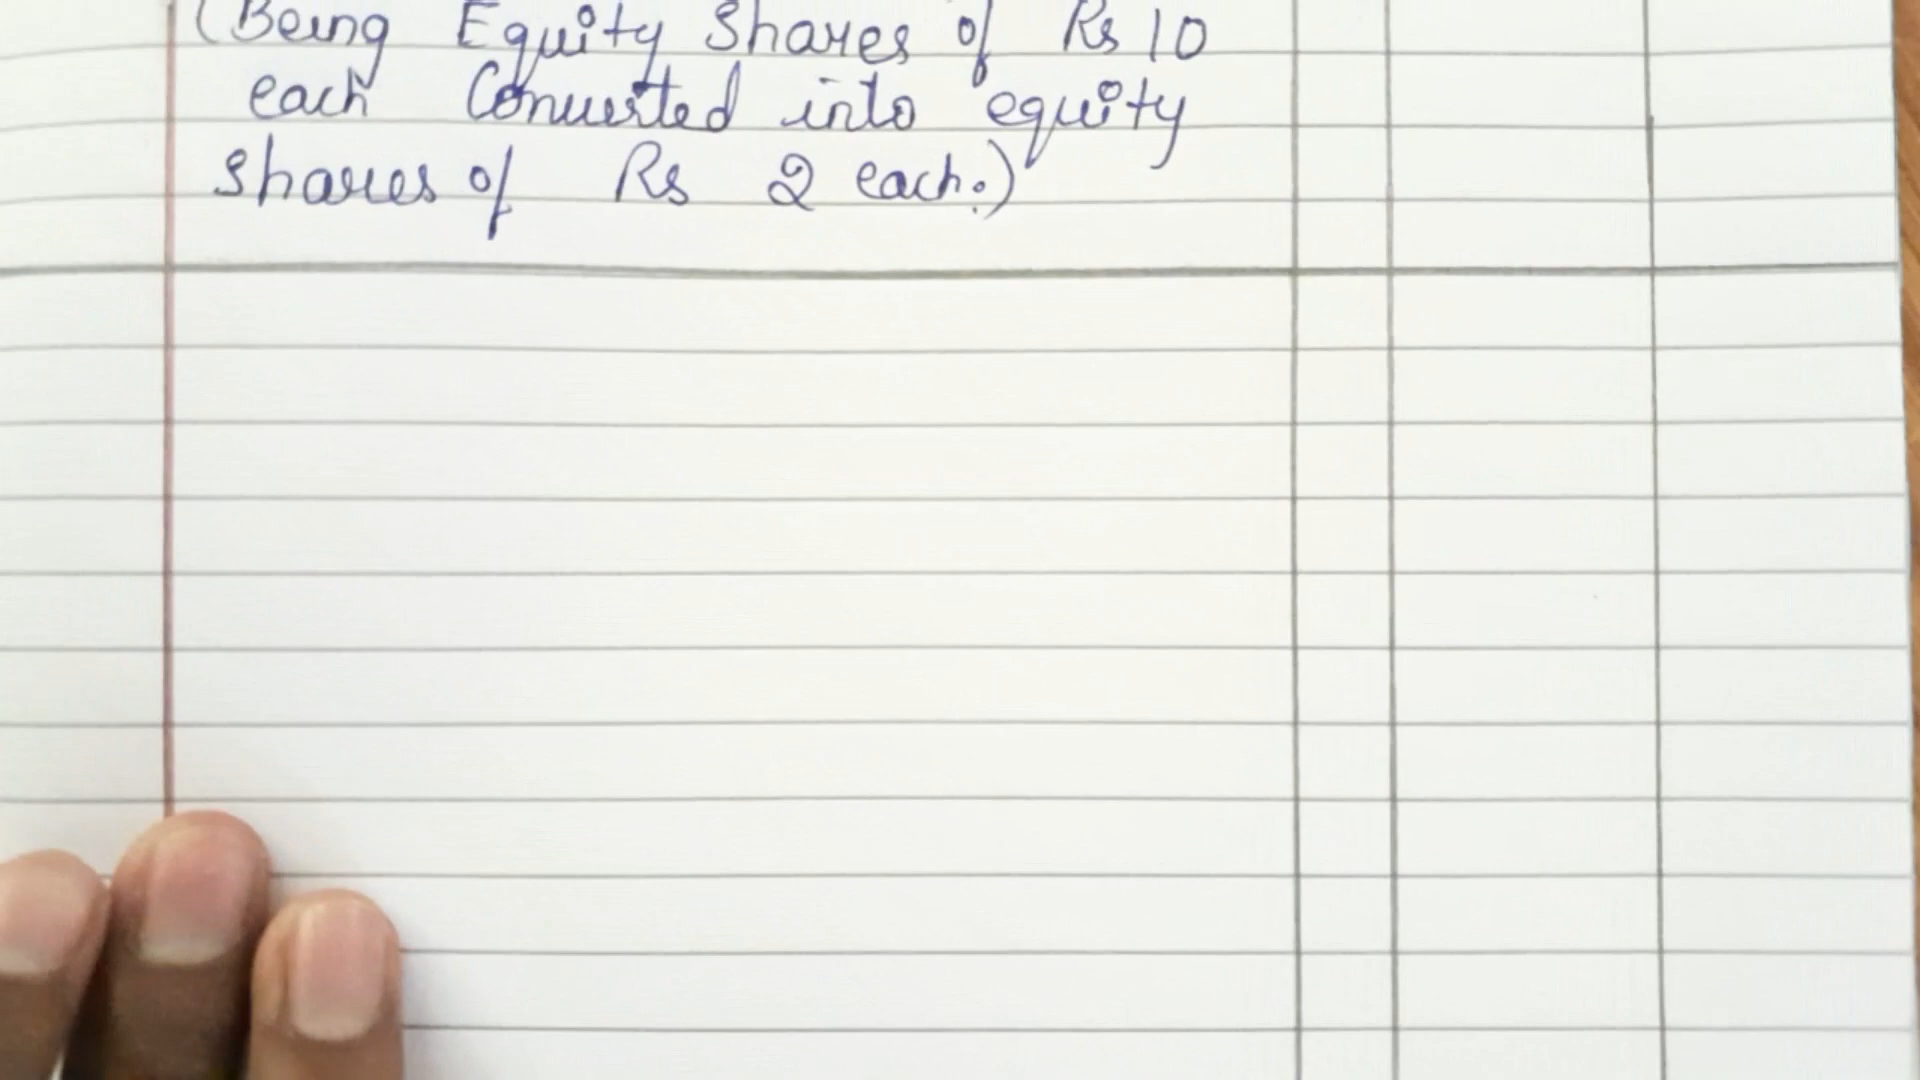 (Being Equity Shares of Rs 10
each Converted into equity
shares of Rs 2 each.)